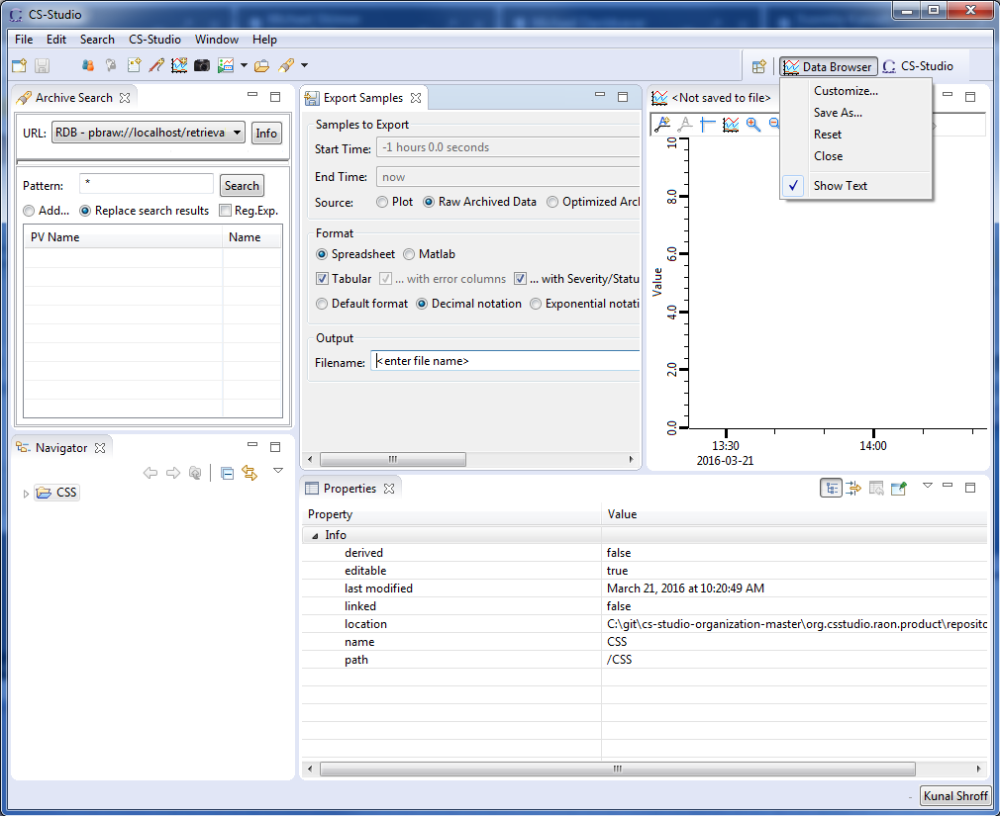 CS-Studio
File Edit Search CS-Studio Window Help
Data Browser CS-Studio
Customize...
Save As...
Reset
Close
Show Text
Archive Search
URL: RDB - pbraw://localhost/retrieva Info
Pattern: * Search
Add... Replace search results Reg.Exp.
PV Name Name
Export Samples
Samples to Export
Start Time: -1 hours 0.0 seconds
End Time: now
Source: Plot Raw Archived Data Optimized Arcl
Format
Spreadsheet Matlab
Tabular ... with error columns ... with Severity/Statu
Default format Decimal notation Exponential notati
Output
Filename: <enter file name>
<Not saved to file>
Value
10
8.0
6.0
4.0
2.0
0.0
13:30 14:00
2016-03-21
Navigator
CSS
Properties
Property Value
Info
derived false
editable true
last modified March 21, 2016 at 10:20:49 AM
linked false
location C:\git\cs-studio-organization-master\org.csstudio.raon.product\reposito
name CSS
path /CSS
Kunal Shroff